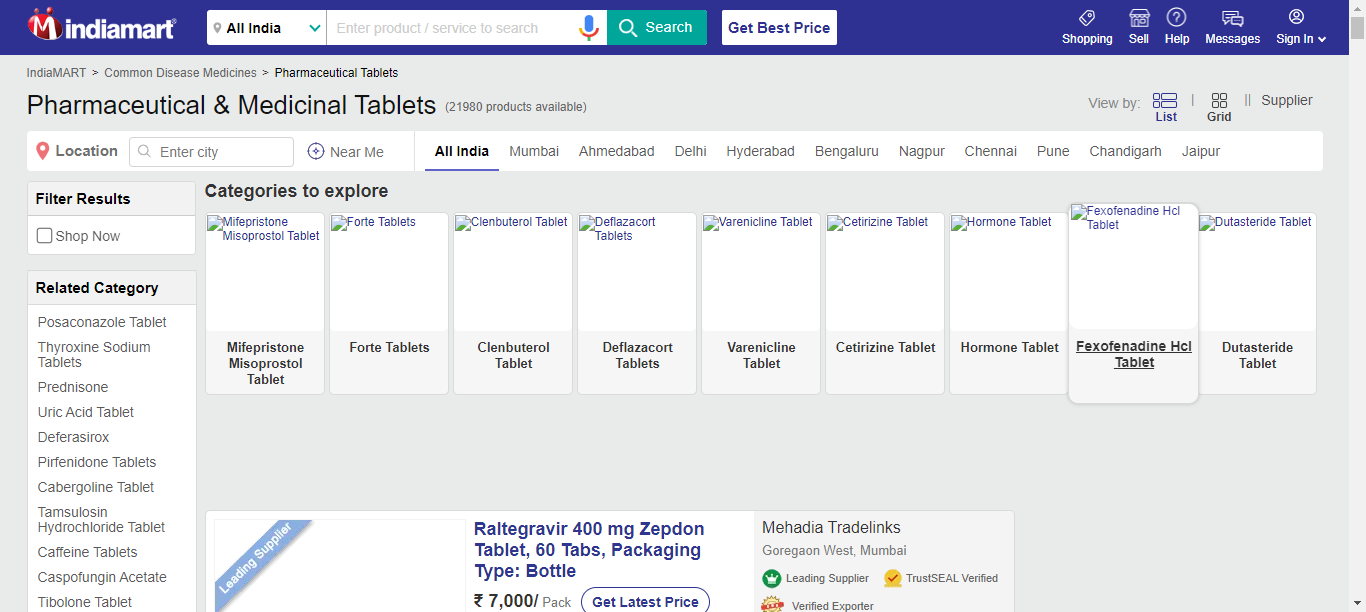 indiamart
All India
Enter product / service to search
Search
Get Best Price
Shopping
Sell
Help
Messages
Sign In
IndiaMART > Common Disease Medicines > Pharmaceutical Tablets
Pharmaceutical & Medicinal Tablets (21980 products available)
View by:
List
|
Grid
||
Supplier
Location
Enter city
Near Me
All India
Mumbai
Ahmedabad
Delhi
Hyderabad
Bengaluru
Nagpur
Chennai
Pune
Chandigarh
Jaipur
Filter Results
Shop Now
Related Category
Posaconazole Tablet
Thyroxine Sodium
Tablets
Prednisone
Uric Acid Tablet
Deferasirox
Pirfenidone Tablets
Cabergoline Tablet
Tamsulosin
Hydrochloride Tablet
Caffeine Tablets
Caspofungin Acetate
Tibolone Tablet
Categories to explore
Mifepristone
Misoprostol Tablet
Mifepristone
Misoprostol
Tablet
Forte Tablets
Forte Tablets
Clenbuterol Tablet
Clenbuterol
Tablet
Deflazacort
Tablets
Deflazacort
Tablets
Varenicline Tablet
Varenicline
Tablet
Cetirizine Tablet
Cetirizine Tablet
Hormone Tablet
Hormone Tablet
Fexofenadine Hcl
Tablet
Fexofenadine Hcl
Tablet
Dutasteride Tablet
Dutasteride
Tablet
Leading Supplier
Raltegravir 400 mg Zepdon
Tablet, 60 Tabs, Packaging
Type: Bottle
₹ 7,000/ Pack
Get Latest Price
Mehadia Tradelinks
Goregaon West, Mumbai
Leading Supplier
TrustSEAL Verified
Verified Exporter